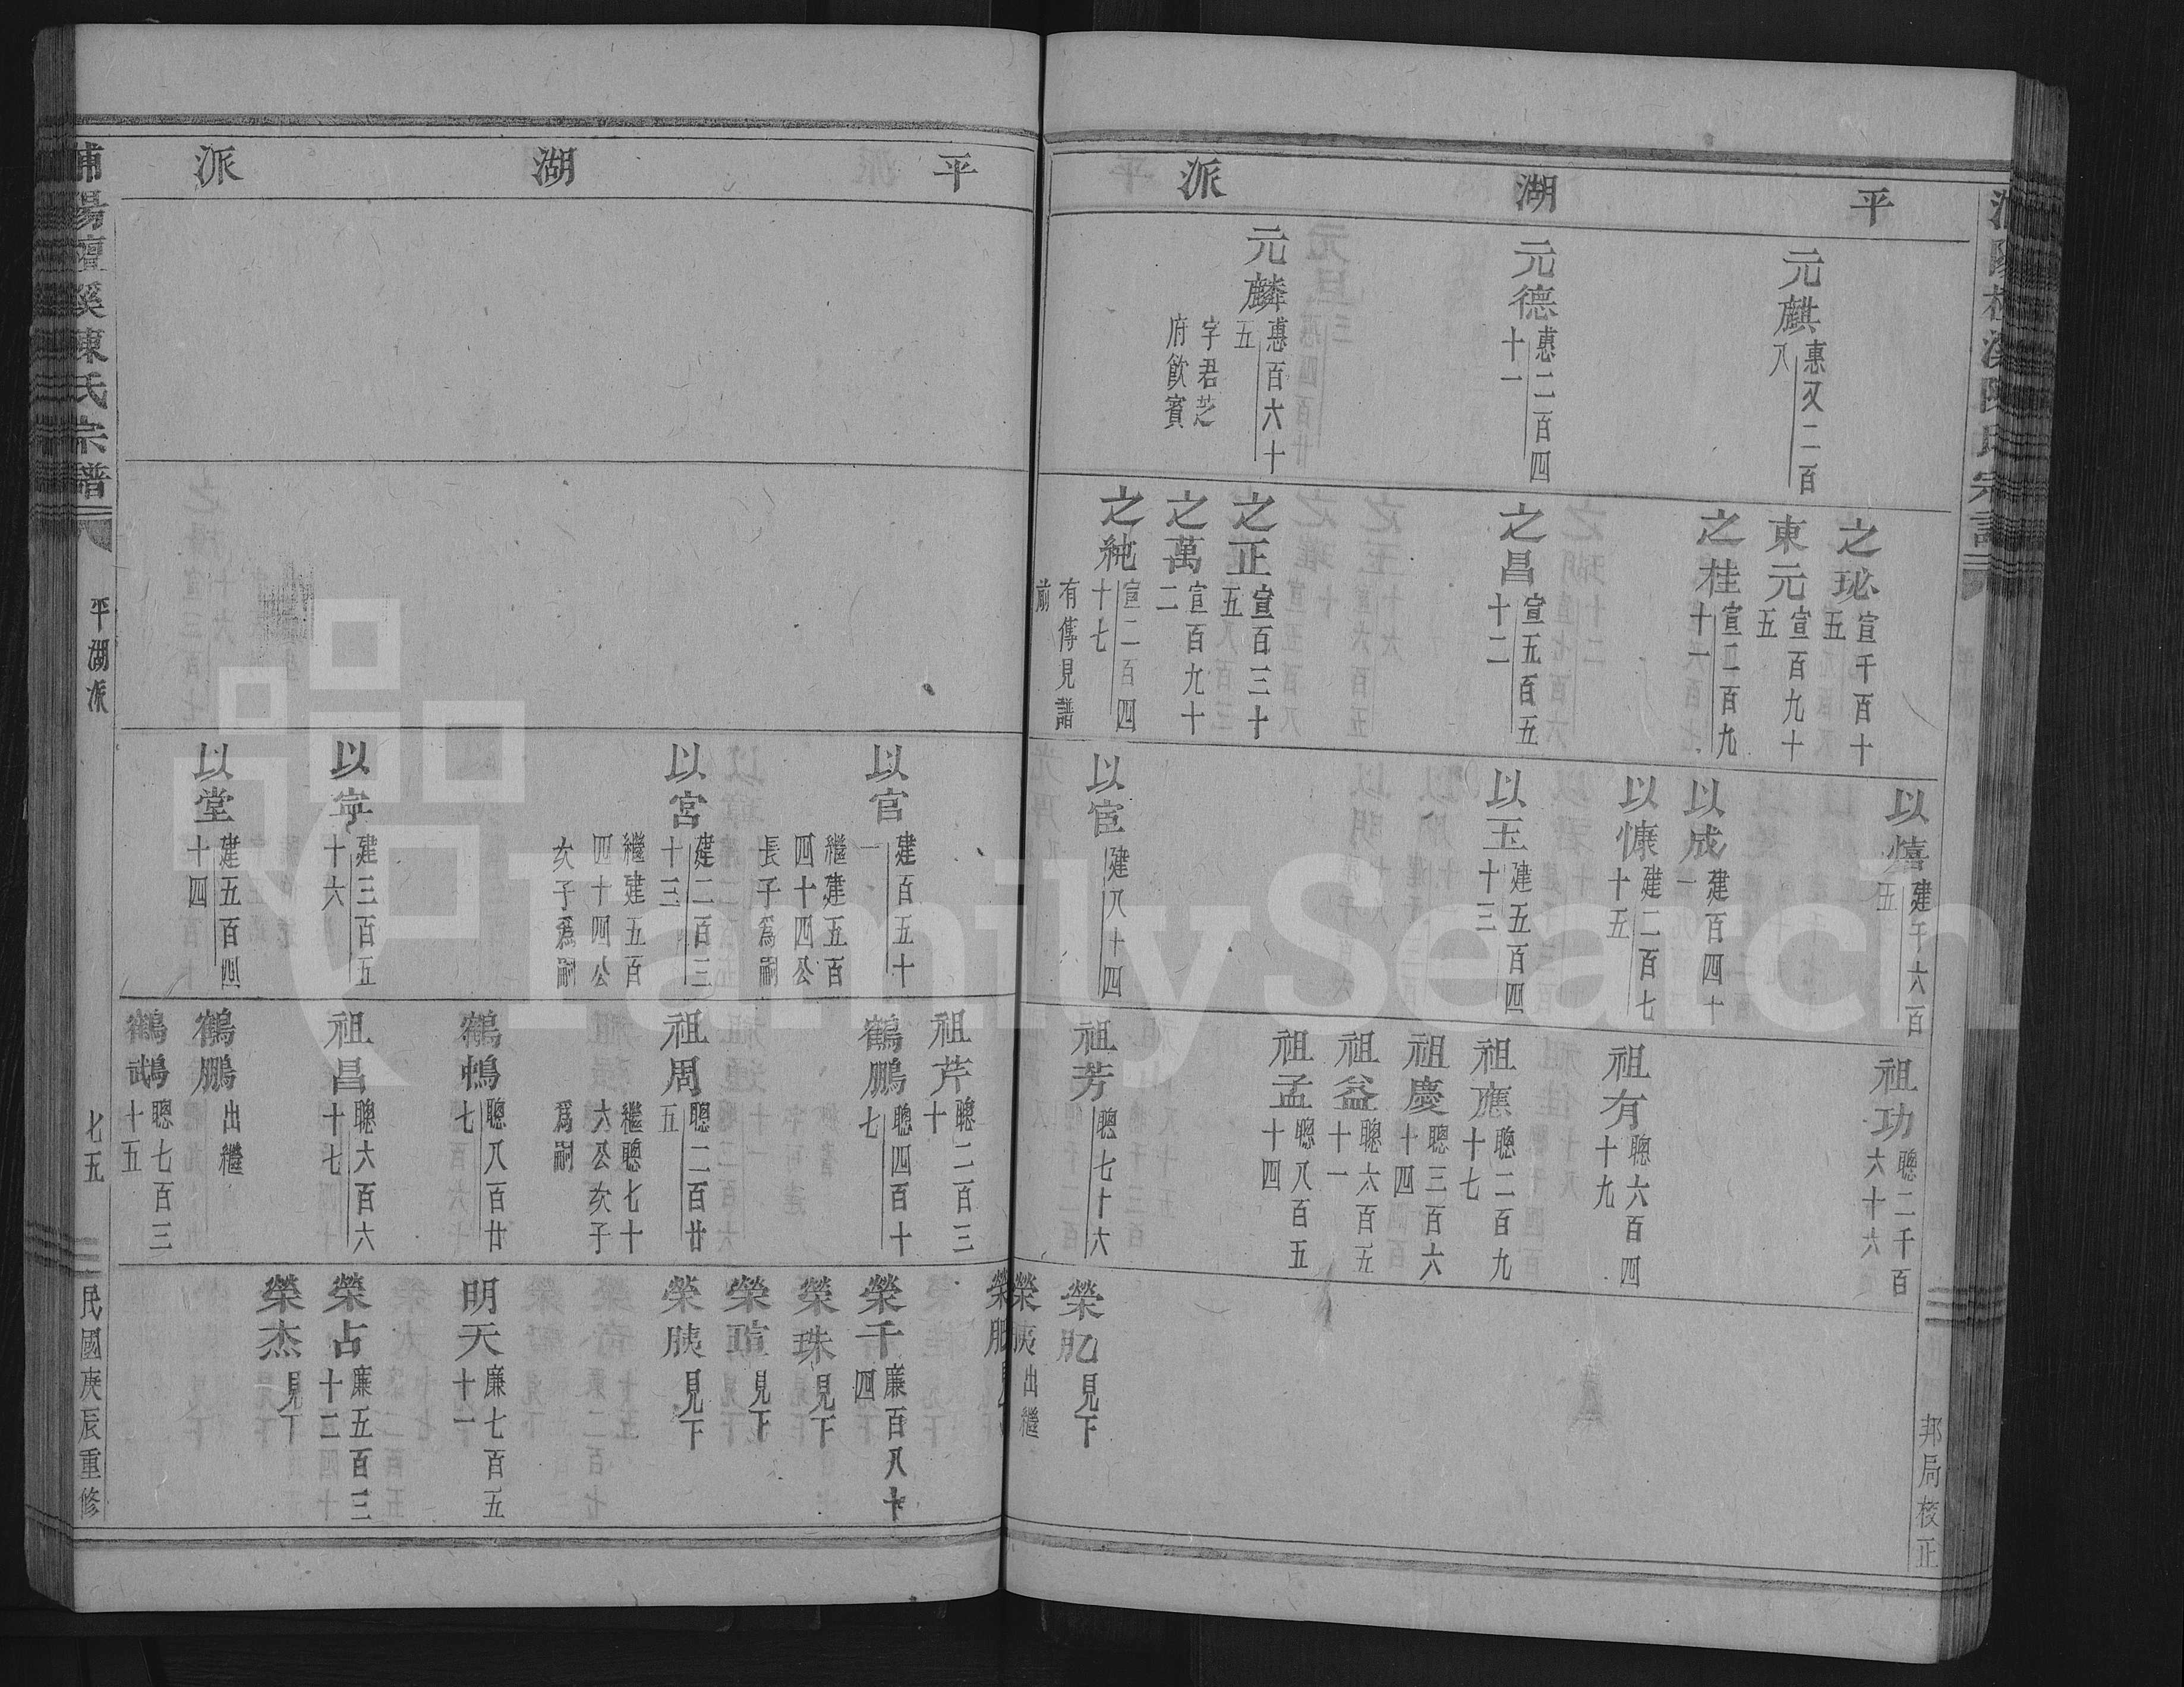 平湖派
元麒惠又二百八
元德惠二百四十一
元麟惠百六十五
字君芝
府飲賓
之珌宣千百十五
東元宣百九十五
之桂宣二百九十一
之昌宣五百五十二
之正宣百三十五
之萬宣百九十二
之純宣二百四十七
有傳見譜前
以熺建千六百五
以成建百四十一
以慷建二百七十五
以玉建五百四十三
以宦建八十四
祖功聰二千百六十六
祖有聰六百四十九
祖應聰二百九十七
祖慶聰三百六十四
祖益聰六百五十一
祖孟聰八百五十四
祖芳聰七十六
榮肊見下
榮胰出繼
邦局校正
平湖派
以官建百五十一
繼建五百四十四公長子爲嗣
以宮建二百三十三
繼建五百四十四公次子爲嗣
以寍建三百五十六
以堂建五百四十四
祖芹聰二百三十
鶴鵬聰四百十七
祖周聰二百廿五
繼聰七十六公次子爲嗣
聰八百廿七
祖昌聰六百六十七
鶴鵬出繼
鶴鵡聰七百三十五
榮千廉百八十四
榮珠見下
榮瑄見下
榮胰見下
明天廉七百五十一
榮占廉五百三十二
榮杰見下
浦陽檀溪陳氏宗譜
平湖派
七五
民國庚辰重修
FamilySearch